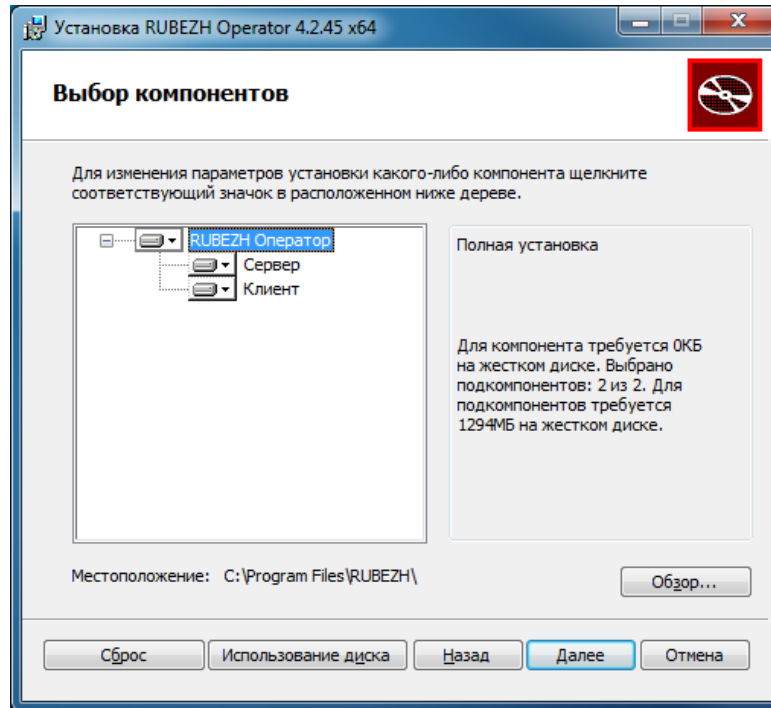 Установка RUBEZH Operator 4.2.45 x64
Выбор компонентов
Для изменения параметров установки какого-либо компонента щелкните
соответствующий значок в расположенном ниже дереве.
RUBEZH Оператор
Сервер
Клиент
Полная установка
Для компонента требуется 0КБ
на жестком диске. Выбрано
подкомпонентов: 2 из 2. Для
подкомпонентов требуется
1294МБ на жестком диске.
Местоположение: C:\Program Files\RUBEZH\
Обзор...
Сброс
Использование диска
Назад
Далее
Отмена